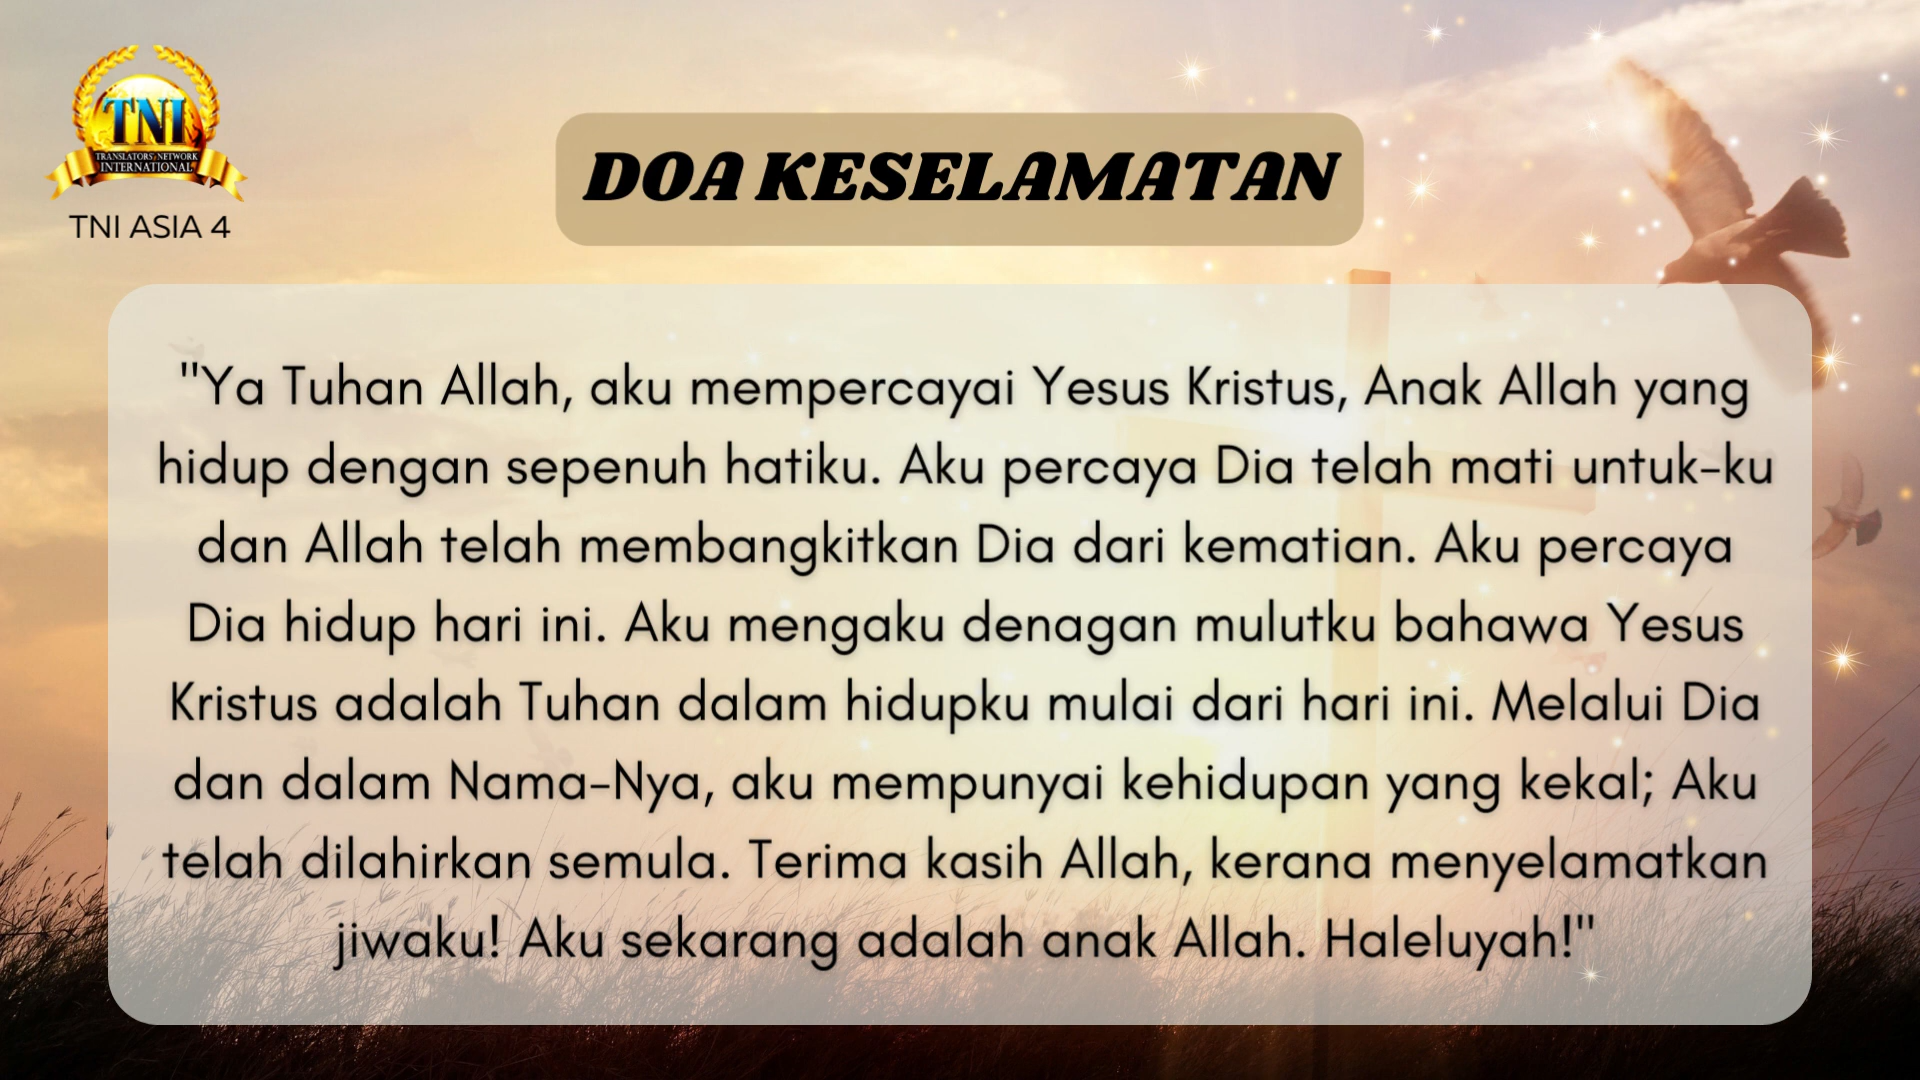 TNI
TRANSLATORS' NETWORK
INTERNATIONAL
TNI ASIA 4
DOA KESELAMATAN
"Ya Tuhan Allah, aku mempercayai Yesus Kristus, Anak Allah yang
hidup dengan sepenuh hatiku. Aku percaya Dia telah mati untuk-ku
dan Allah telah membangkitkan Dia dari kematian. Aku percaya
Dia hidup hari ini. Aku mengaku denagan mulutku bahawa Yesus
Kristus adalah Tuhan dalam hidupku mulai dari hari ini. Melalui Dia
dan dalam Nama-Nya, aku mempunyai kehidupan yang kekal; Aku
telah dilahirkan semula. Terima kasih Allah, kerana menyelamatkan
jiwaku! Aku sekarang adalah anak Allah. Haleluyah!"